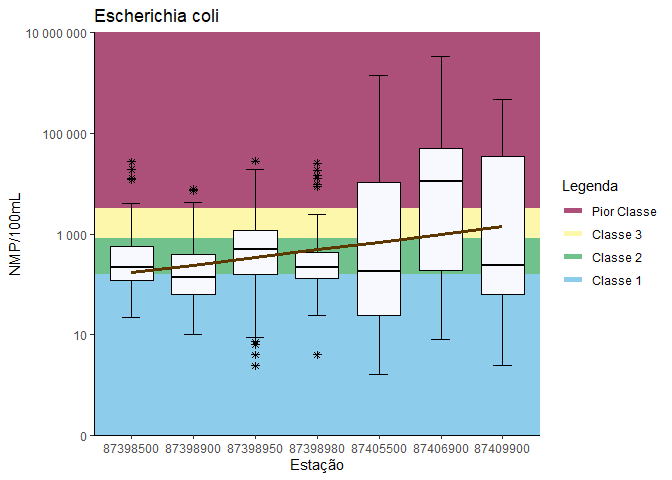 Escherichia coli
10 000 000
100 000
1 000
10
0
NMP/100mL
87398500 87398900 87398950 87398980 87405500 87406900 87409900
Estação
Legenda
Pior Classe
Classe 3
Classe 2
Classe 1